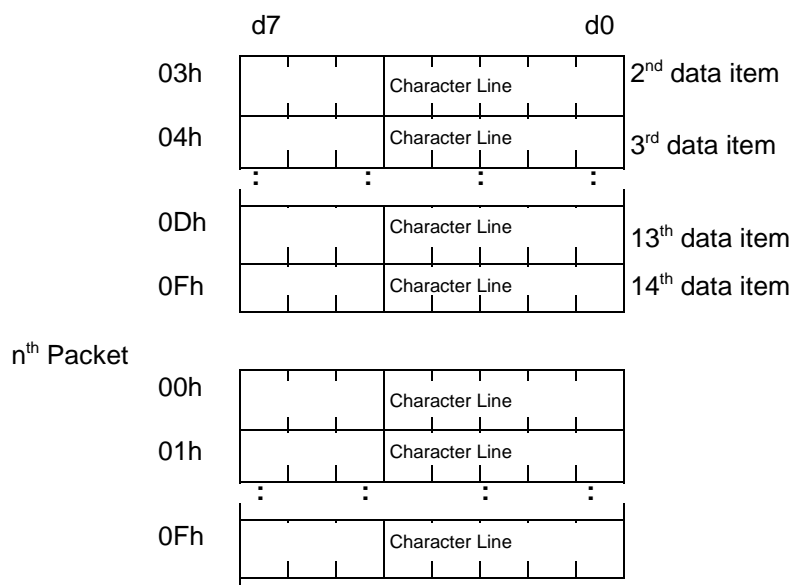 d7 d0
03h Character Line 2nd data item
04h Character Line 3rd data item
: : : :
0Dh Character Line 13th data item
0Fh Character Line 14th data item
nth Packet
00h Character Line
01h Character Line
: : : :
0Fh Character Line